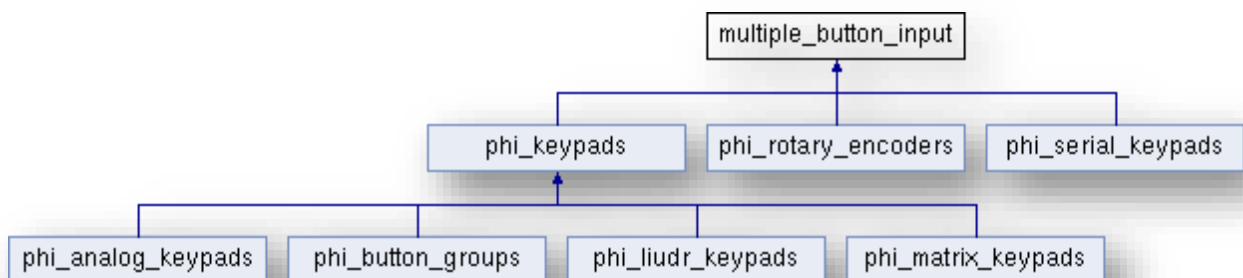 multiple_button_input
phi_keypads
phi_rotary_encoders
phi_serial_keypads
phi_analog_keypads
phi_button_groups
phi_liudr_keypads
phi_matrix_keypads